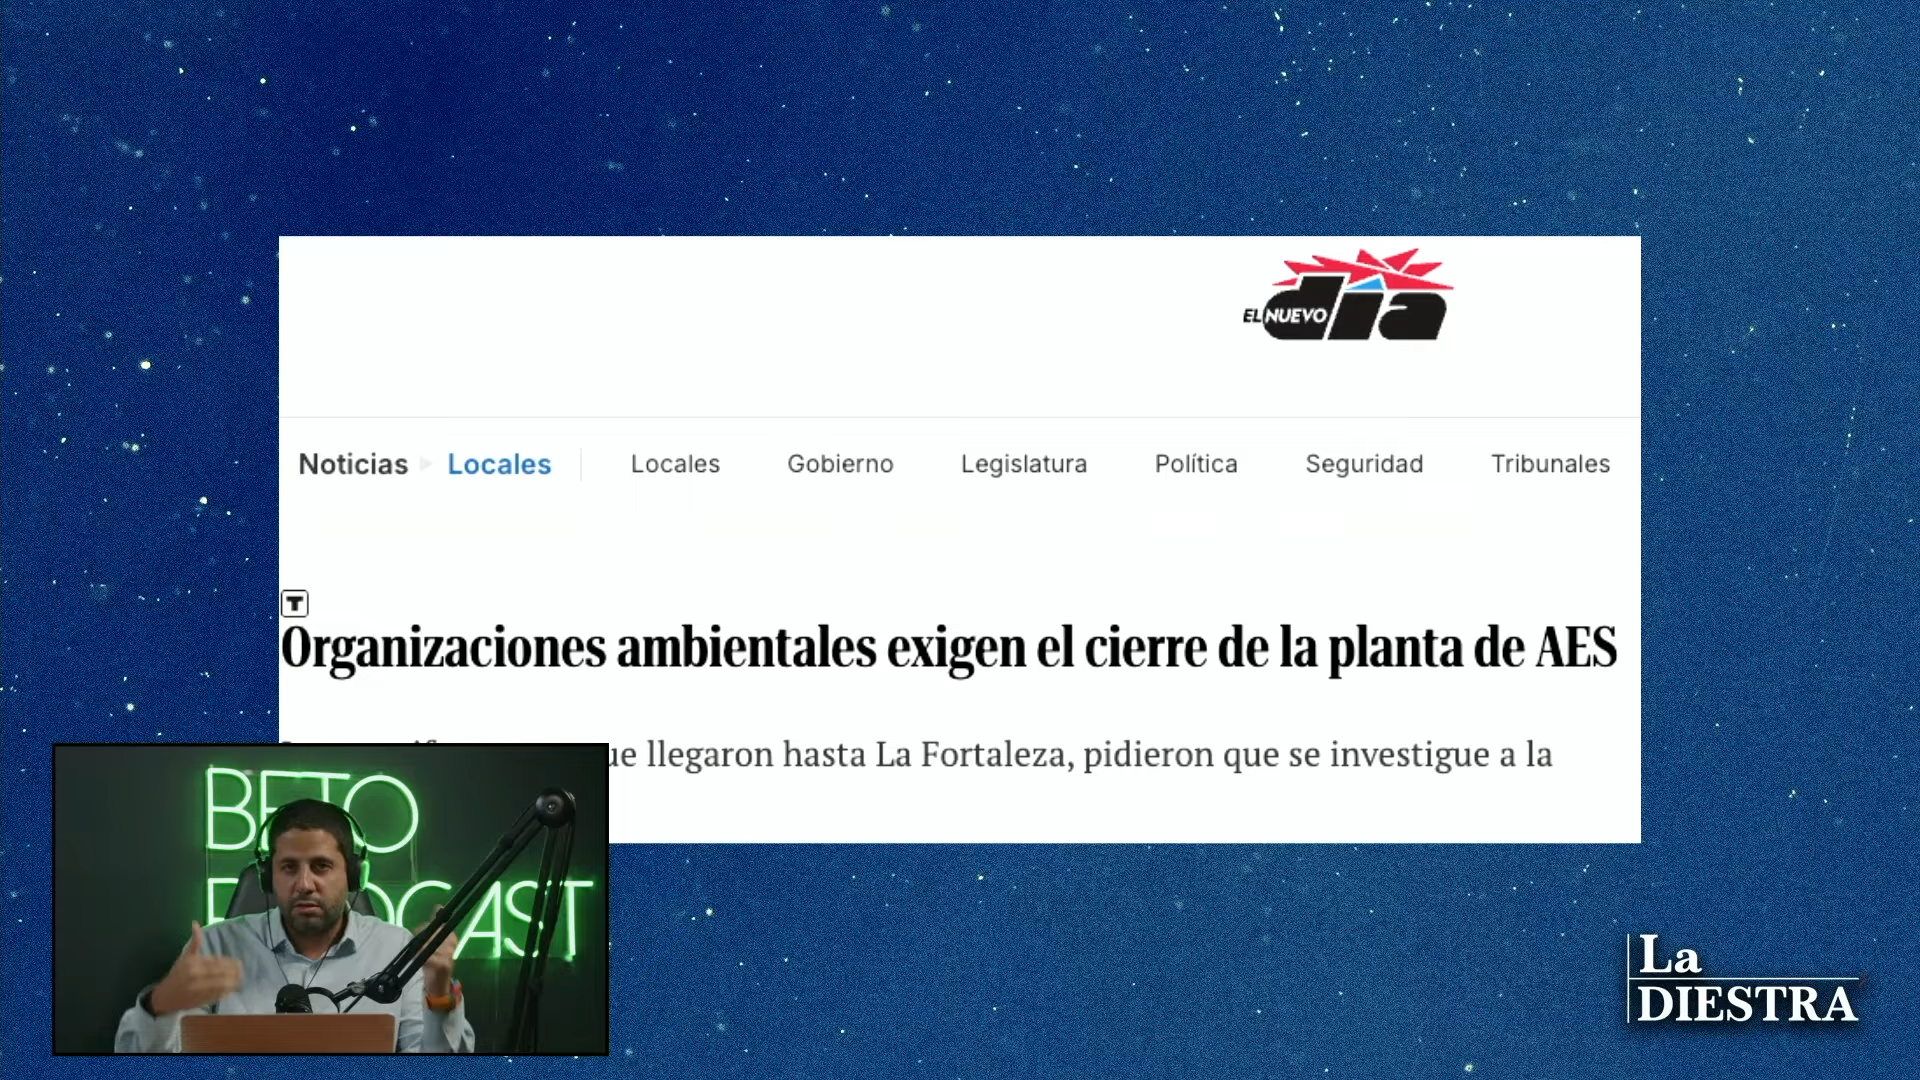 EL NUEVO día
Noticias Locales Locales Gobierno Legislatura Política Seguridad Tribunales
T
Organizaciones ambientales exigen el cierre de la planta de AES
llegaron hasta La Fortaleza, pidieron que se investigue a la
BETO
PODCAST
La
DIESTRA